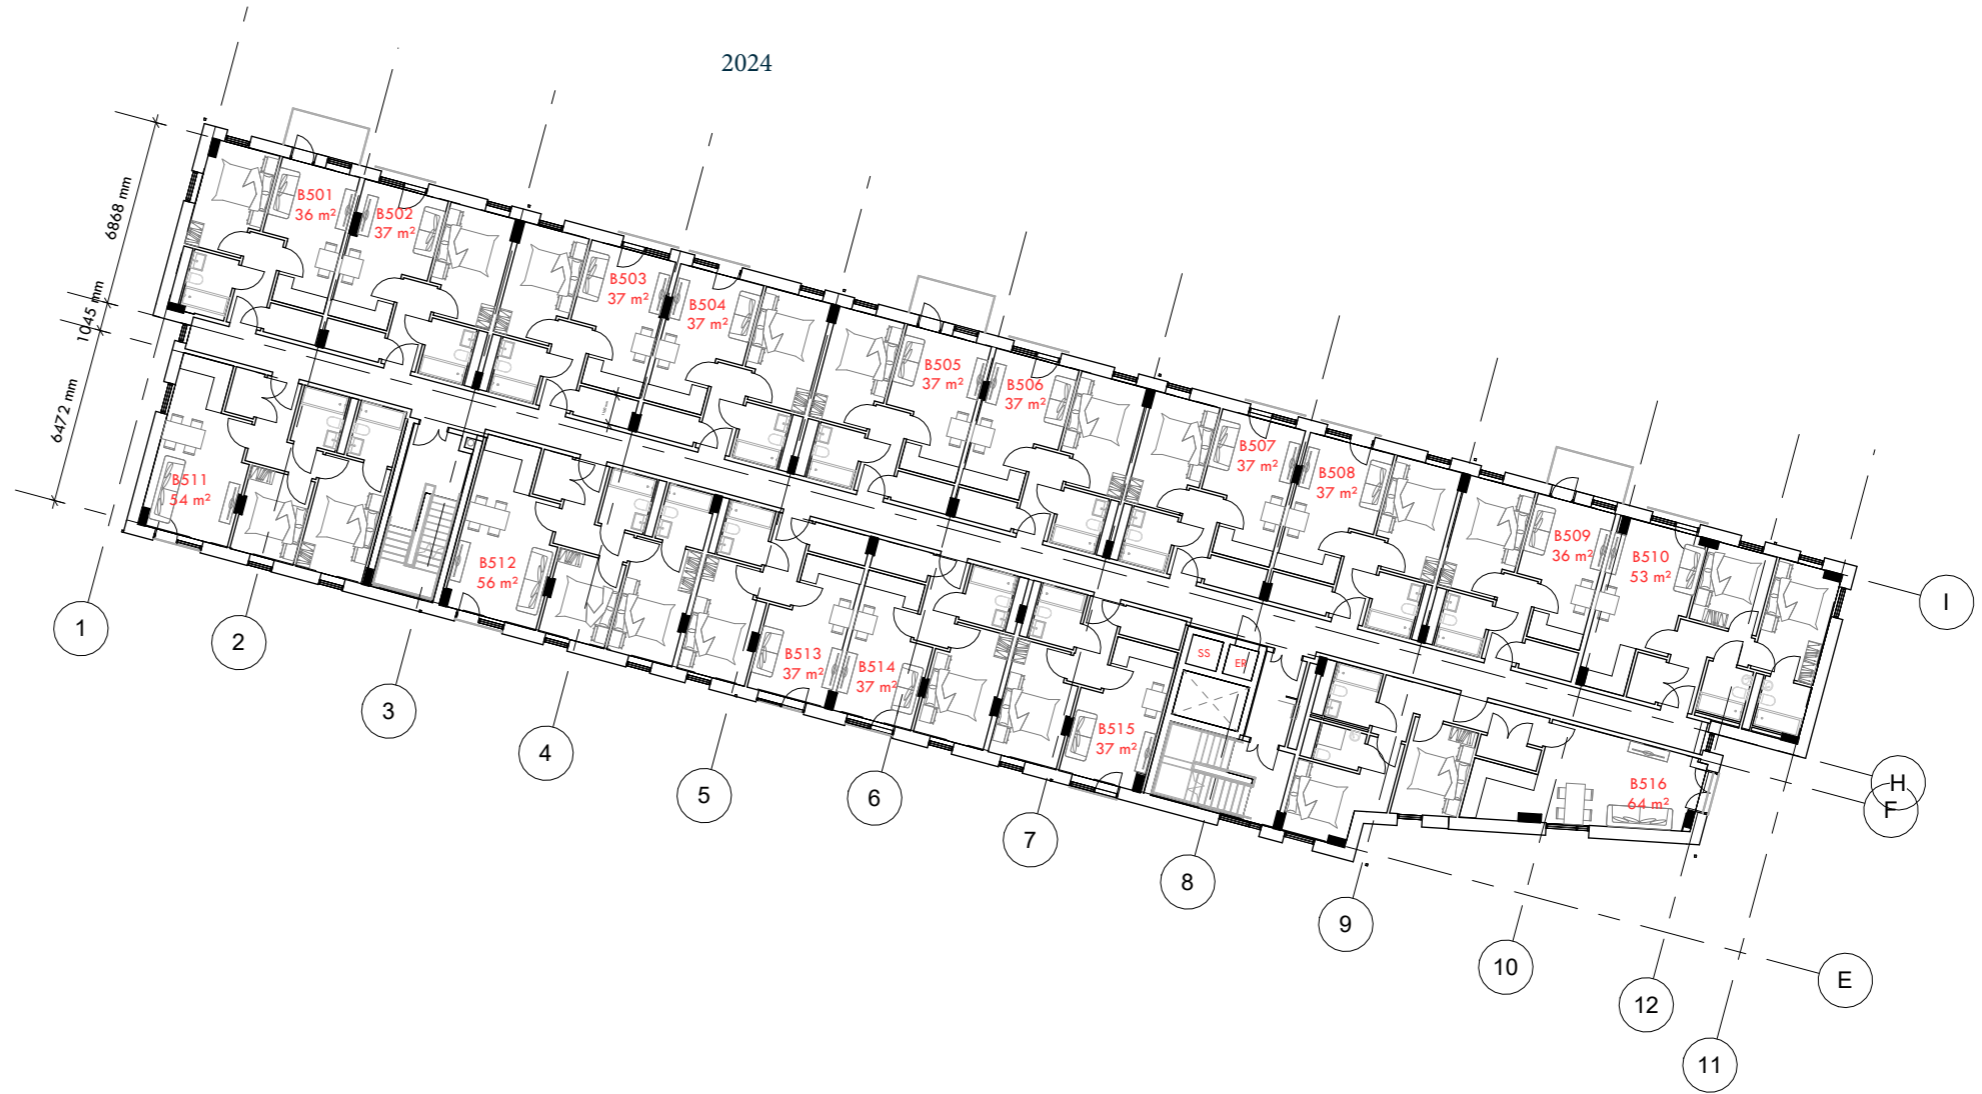 2024
6868 mm
1045 mm
6472 mm
B501
36 m²
B502
37 m²
B503
37 m²
B504
37 m²
B505
37 m²
B506
37 m²
B507
37 m²
B508
37 m²
B509
36 m²
B510
53 m²
B511
54 m²
B512
56 m²
B513
37 m²
B514
37 m²
B515
37 m²
SS
ER
B516
64 m²
1
2
3
4
5
6
7
8
9
10
12
11
I
H
F
E